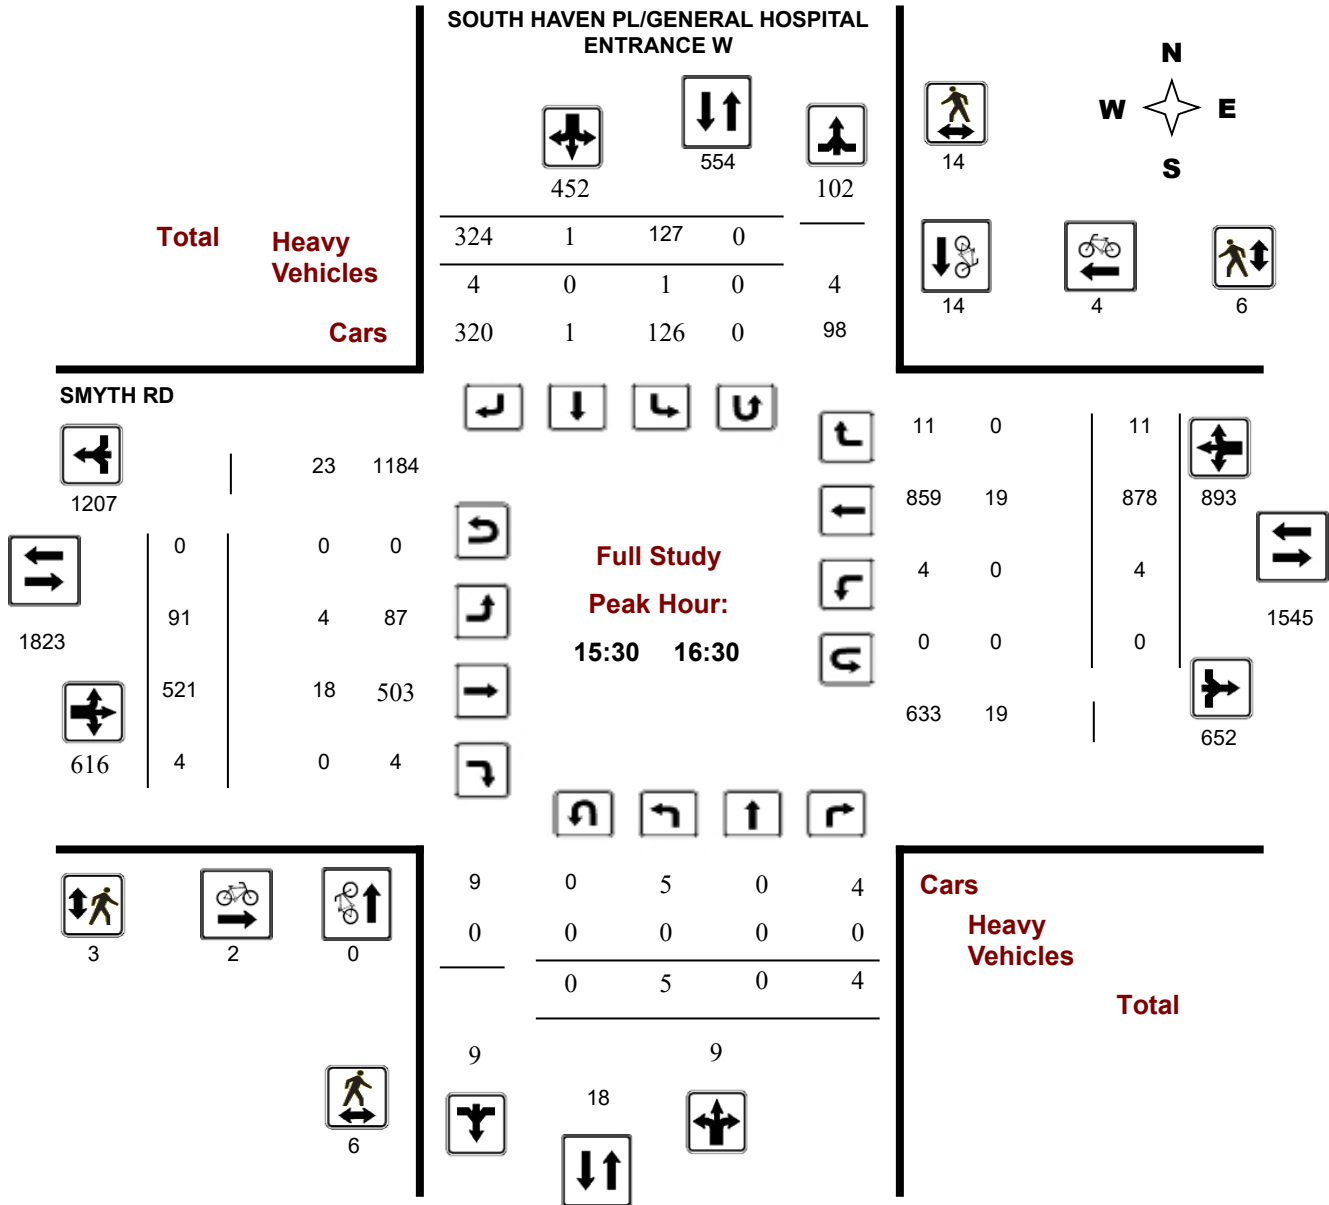 SOUTH HAVEN PL/GENERAL HOSPITAL
ENTRANCE W
N
W E
S
554
14
452
102
Total
Heavy
Vehicles
Cars
324 1 127 0
4 0 1 0 4
320 1 126 0 98
14 4 6
SMYTH RD
1207
23 1184
0 0 0
91 4 87
1823
521 18 503
616
4 0 4
Full Study
Peak Hour:
15:30 16:30
11 0 11
859 19 878 893
4 0 4
1545
0 0 0
633 19
652
3 2 0
9 0 5 0 4
0 0 0 0 0
0 5 0 4
9 9
18
6
Cars
Heavy
Vehicles
Total